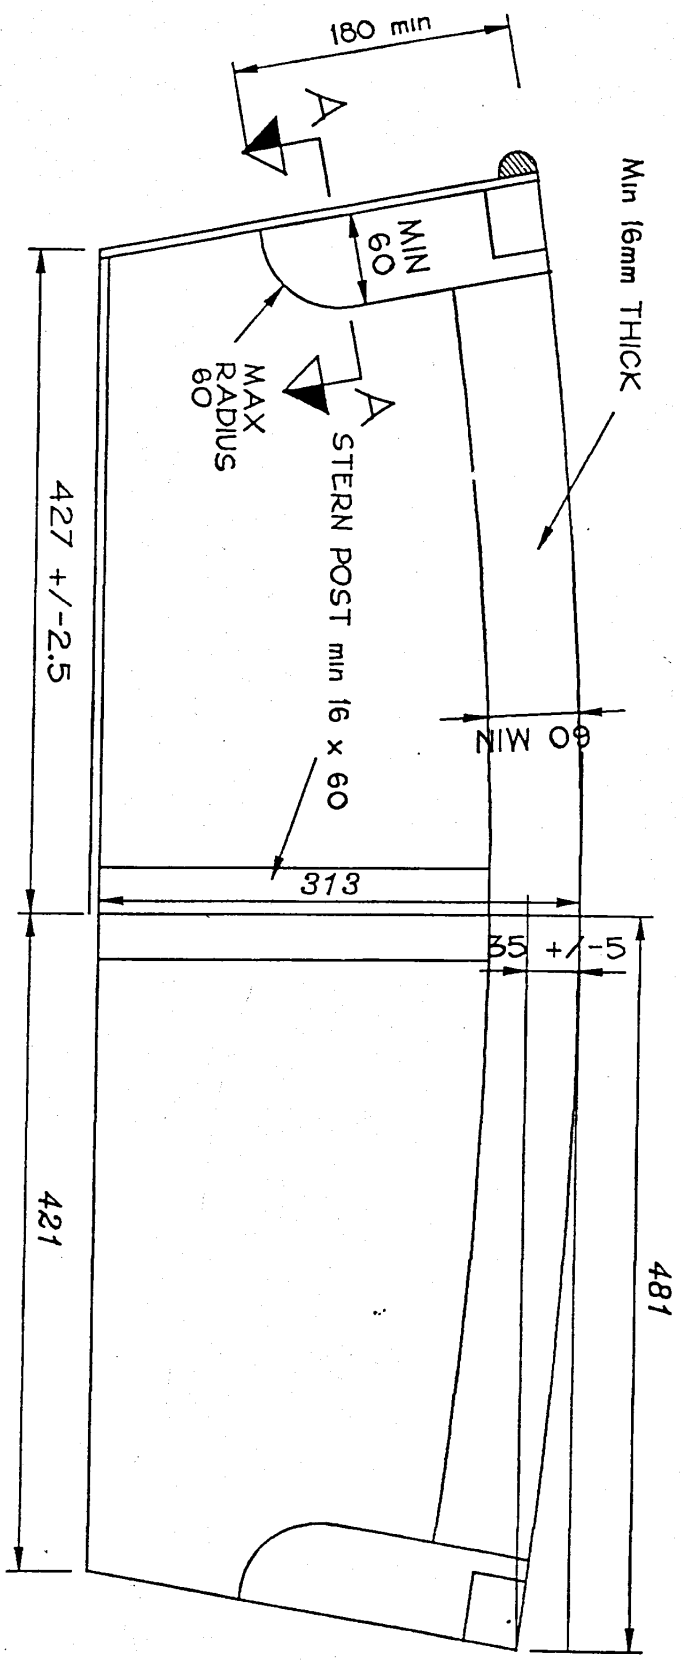 180 min
A
Min 16mm THICK
MIN
60
MAX
RADIUS
60
A
STERN POST min 16 x 60
427 +/-2.5
60 MIN
313
35 +/-5
481
421